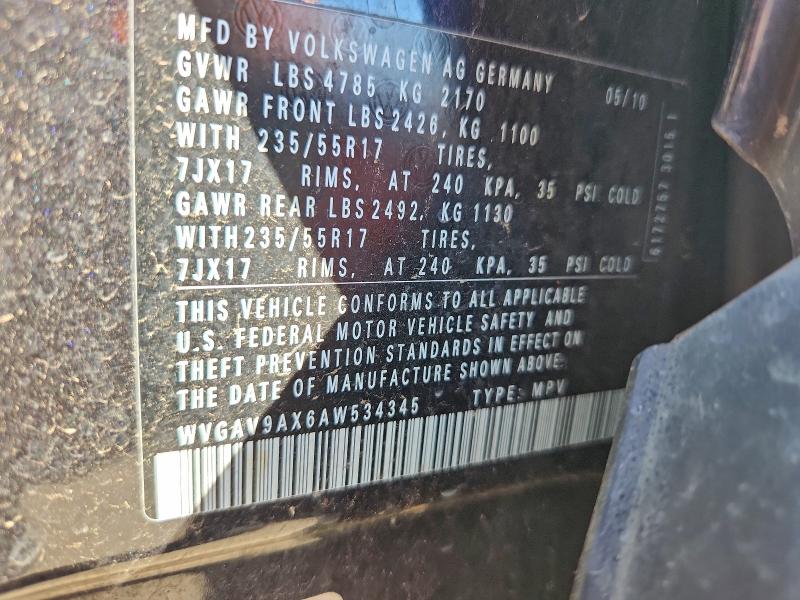 MFD BY VOLKSWAGEN AG GERMANY 05/10
GVWR LBS 4785 KG 2170
GAWR FRONT LBS 2426, KG 1100
WITH 235/55R17 TIRES,
7JX17 RIMS, AT 240 KPA, 35 PSI COLD
GAWR REAR LBS 2492, KG 1130
WITH 235/55R17 TIRES,
7JX17 RIMS, AT 240 KPA, 35 PSI COLD
THIS VEHICLE CONFORMS TO ALL APPLICABLE
U.S. FEDERAL MOTOR VEHICLE SAFETY AND
THEFT PREVENTION STANDARDS IN EFFECT ON
THE DATE OF MANUFACTURE SHOWN ABOVE.
WVGAV9AX6AW534345 TYPE: MPV